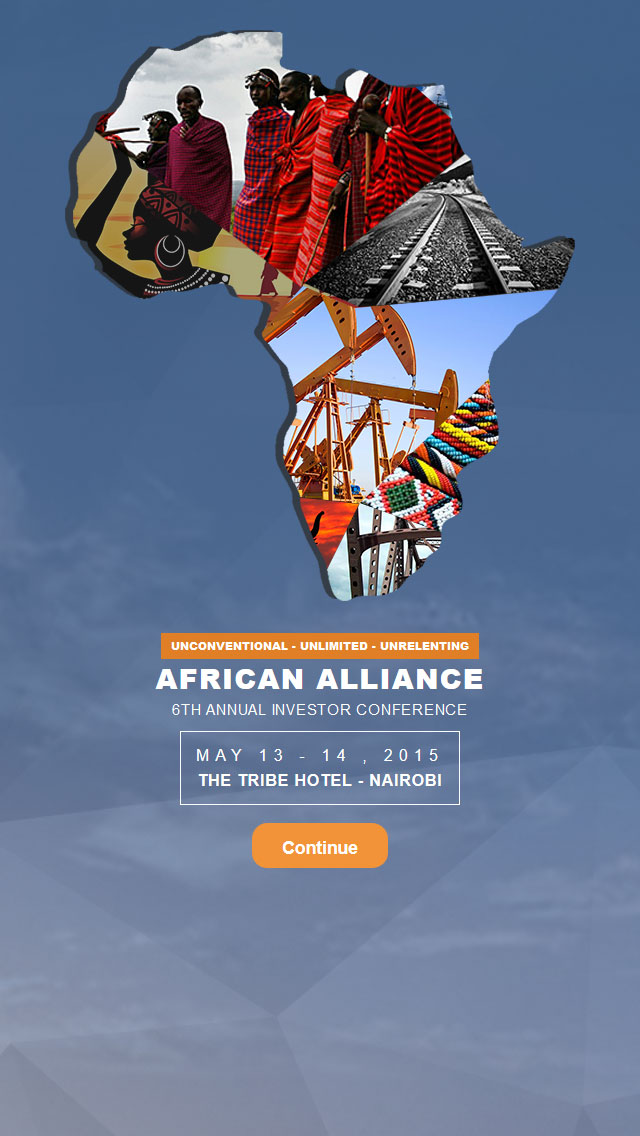 UNCONVENTIONAL - UNLIMITED - UNRELENTING
AFRICAN ALLIANCE
6TH ANNUAL INVESTOR CONFERENCE
MAY 13 - 14 , 2015
THE TRIBE HOTEL - NAIROBI
Continue